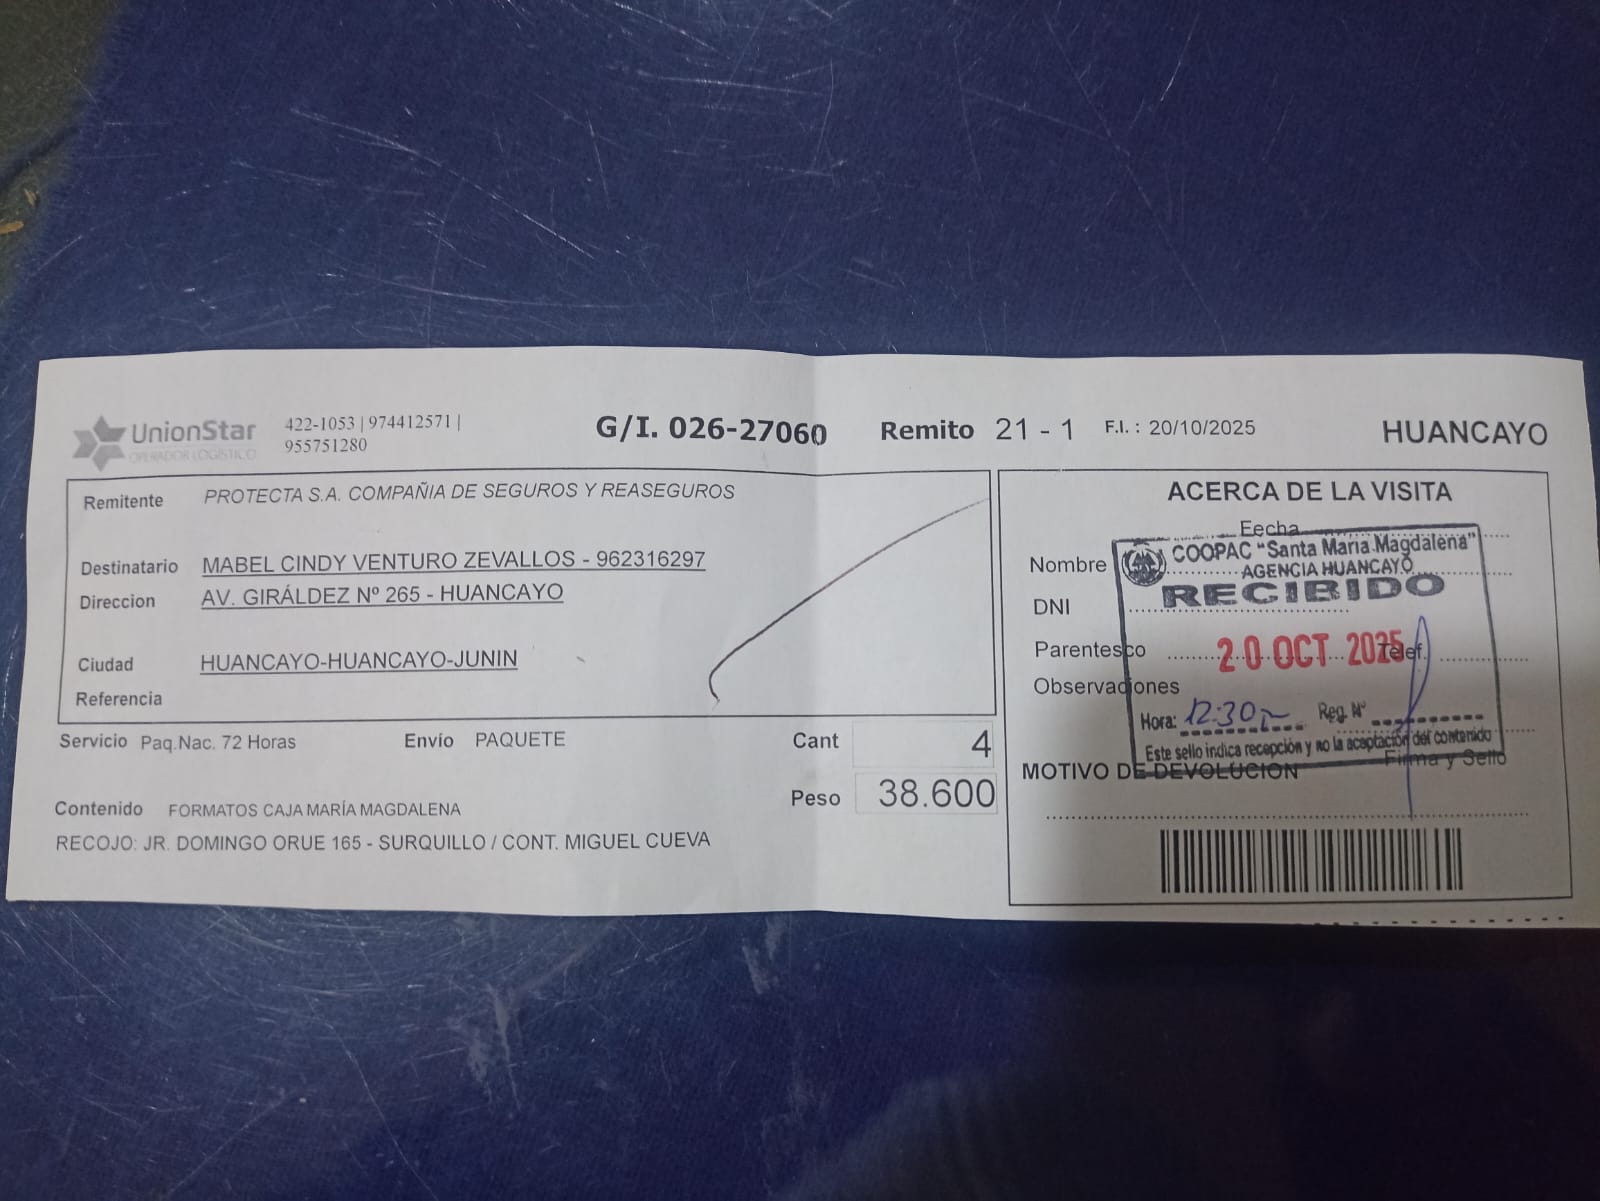 UnionStar
OPERADOR LOGÍSTICO
422-1053 | 974412571 |
955751280
G/I. 026-27060
Remito 21 - 1
F.I. : 20/10/2025
HUANCAYO
Remitente PROTECTA S.A. COMPAÑIA DE SEGUROS Y REASEGUROS
Destinatario MABEL CINDY VENTURO ZEVALLOS - 962316297
Direccion AV. GIRÁLDEZ Nº 265 - HUANCAYO
Ciudad HUANCAYO-HUANCAYO-JUNIN
Referencia
Servicio Paq.Nac. 72 Horas Envío PAQUETE Cant 4
Peso 38.600
Contenido FORMATOS CAJA MARÍA MAGDALENA
RECOJO: JR. DOMINGO ORUE 165 - SURQUILLO / CONT. MIGUEL CUEVA
ACERCA DE LA VISITA
Fecha
Nombre
DNI
Parentesco Telef.
Observaciones
Firma y Sello
MOTIVO DE DEVOLUCION
COOPAC "Santa María Magdalena"
AGENCIA HUANCAYO
RECIBIDO
20 OCT 2025
Hora: 12:30 Reg. Nº
Este sello indica recepción y no la aceptación del contenido